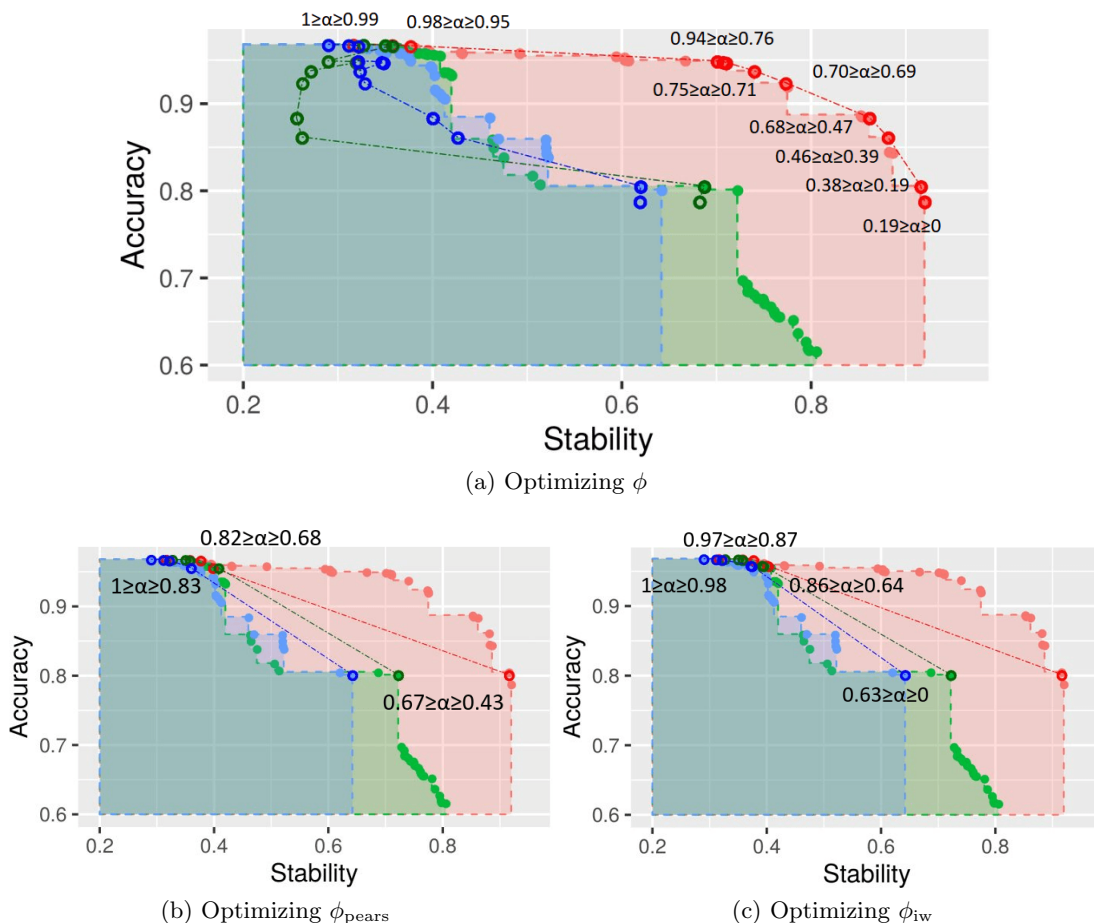 1≥α≥0.99
0.98≥α≥0.95
0.94≥α≥0.76
0.75≥α≥0.71
0.70≥α≥0.69
0.68≥α≥0.47
0.46≥α≥0.39
0.38≥α≥0.19
0.19≥α≥0
Accuracy
0.9
0.8
0.7
0.6
0.2 0.4 0.6 0.8
Stability
(a) Optimizing ϕ
0.82≥α≥0.68
1≥α≥0.83
0.67≥α≥0.43
Accuracy
0.9
0.8
0.7
0.6
0.2 0.4 0.6 0.8
Stability
(b) Optimizing ϕpears
0.97≥α≥0.87
1≥α≥0.98
0.86≥α≥0.64
0.63≥α≥0
Accuracy
0.9
0.8
0.7
0.6
0.2 0.4 0.6 0.8
Stability
(c) Optimizing ϕiw